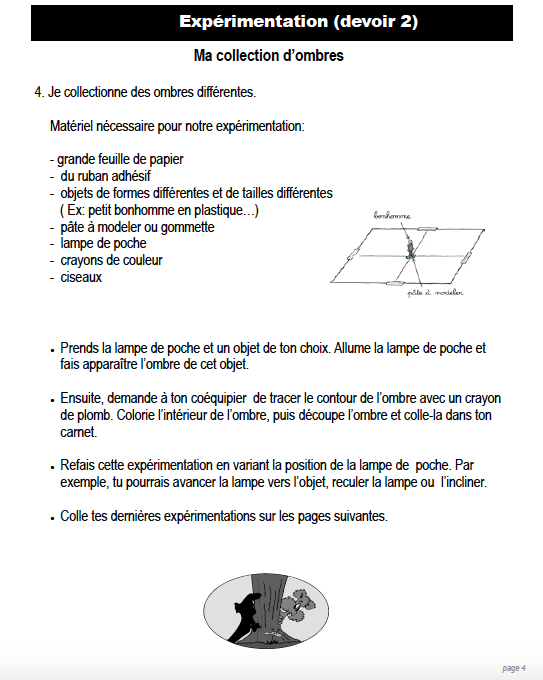 Expérimentation (devoir 2)
Ma collection d'ombres
4. Je collectionne des ombres différentes.
Matériel nécessaire pour notre expérimentation:
- grande feuille de papier
- du ruban adhésif
- objets de formes différentes et de tailles différentes
( Ex: petit bonhomme en plastique…)
- pâte à modeler ou gommette
- lampe de poche
- crayons de couleur
- ciseaux
bonhomme
pâte à modeler
• Prends la lampe de poche et un objet de ton choix. Allume la lampe de poche et
fais apparaître l'ombre de cet objet.
• Ensuite, demande à ton coéquipier de tracer le contour de l'ombre avec un crayon
de plomb. Colorie l'intérieur de l'ombre, puis découpe l'ombre et colle-la dans ton
carnet.
• Refais cette expérimentation en variant la position de la lampe de poche. Par
exemple, tu pourrais avancer la lampe vers l'objet, reculer la lampe ou l'incliner.
• Colle tes dernières expérimentations sur les pages suivantes.
page 4